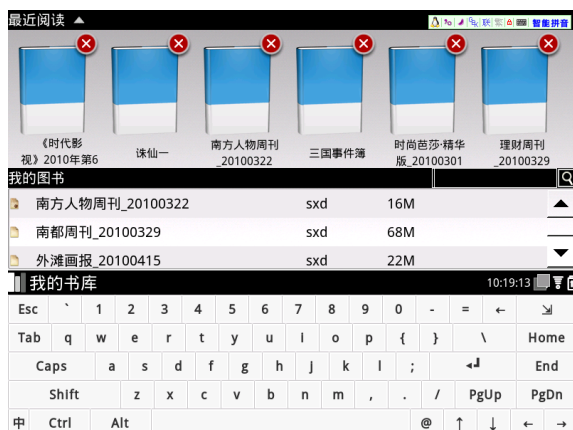 最近阅读
智能拼音
《时代影
视》2010年第6
诛仙一
南方人物周刊
_20100322
三国事件簿
时尚芭莎·精华
版_20100301
理财周刊
_20100329
我的图书
南方人物周刊_20100322 sxd 16M
南都周刊_20100329 sxd 68M
外滩画报_20100415 sxd 22M
我的书库 10:19:13
Esc ` 1 2 3 4 5 6 7 8 9 0 - = ←
Tab q w e r t y u i o p { } \ Home
Caps a s d f g h j k l ; End
Shift z x c v b n m , . / PgUp PgDn
中 Ctrl Alt @ ↑ ↓ ← →